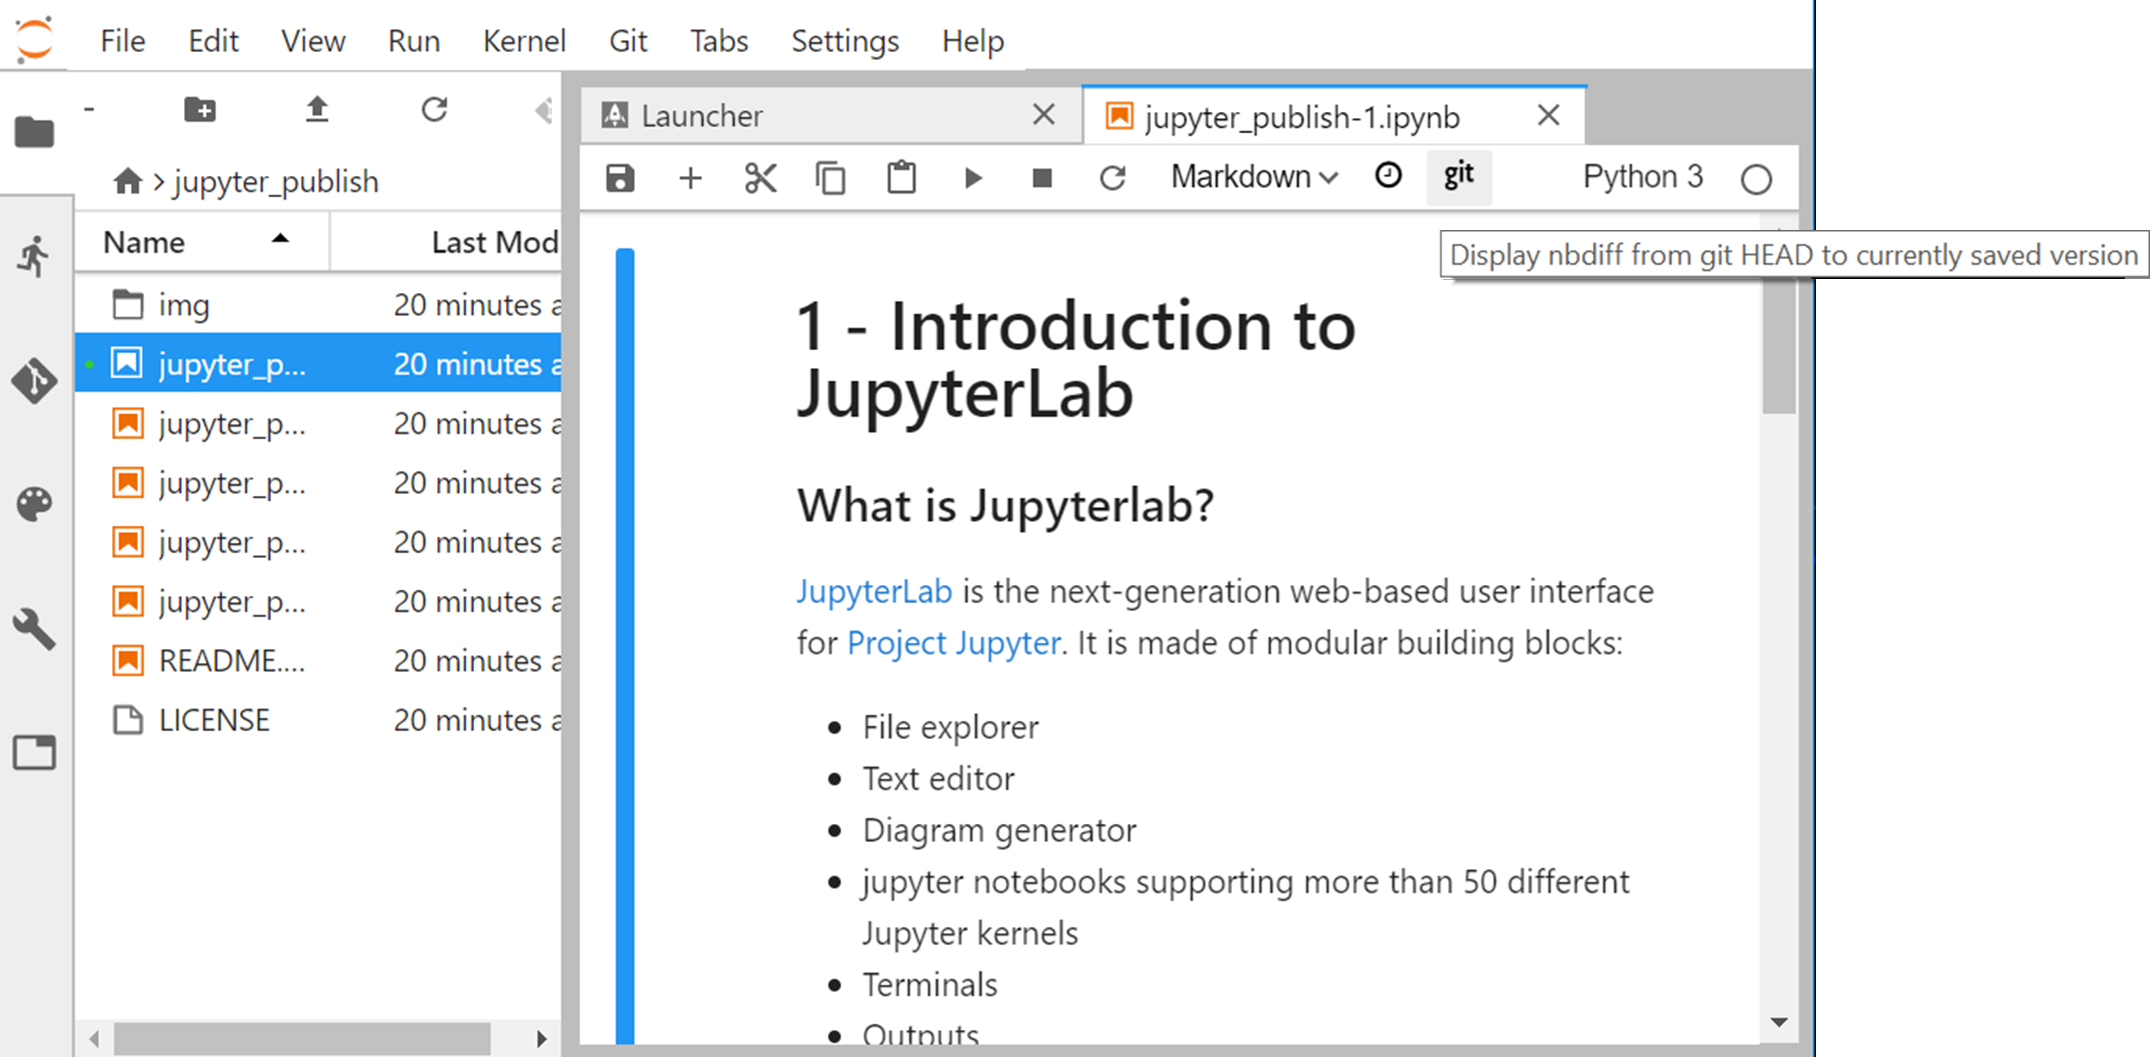 File Edit View Run Kernel Git Tabs Settings Help
Launcher
jupyter_publish-1.ipynb
jupyter_publish
Markdown
git
Python 3
Name
Last Mod
Display nbdiff from git HEAD to currently saved version
img 20 minutes a
jupyter_p... 20 minutes a
jupyter_p... 20 minutes a
jupyter_p... 20 minutes a
jupyter_p... 20 minutes a
jupyter_p... 20 minutes a
README.... 20 minutes a
LICENSE 20 minutes a
1 - Introduction to
JupyterLab
What is Jupyterlab?
JupyterLab is the next-generation web-based user interface
for Project Jupyter. It is made of modular building blocks:
File explorer
Text editor
Diagram generator
jupyter notebooks supporting more than 50 different
Jupyter kernels
Terminals
Outputs